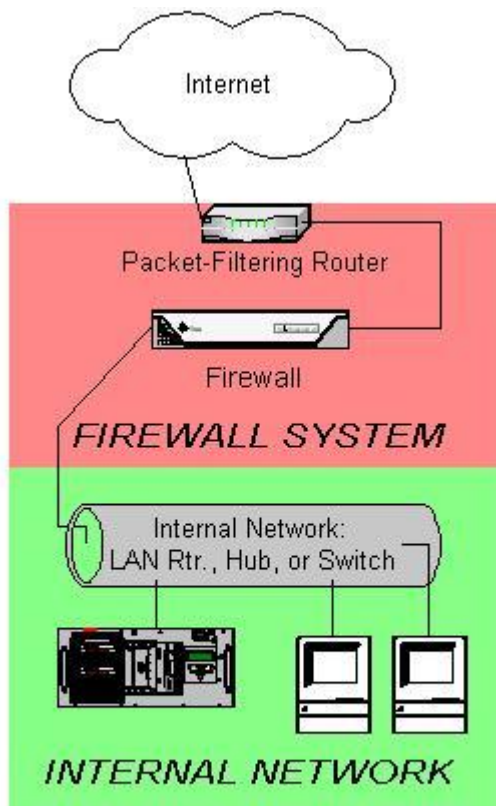 Internet
Packet-Filtering Router
Firewall
FIREWALL SYSTEM
Internal Network:
LAN Rtr., Hub, or Switch
INTERNAL NETWORK